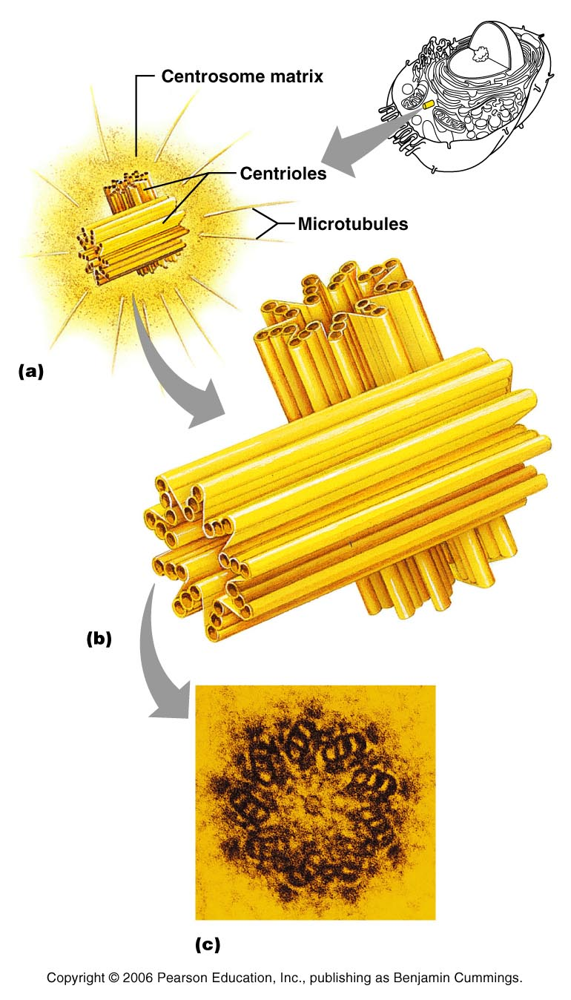 Centrosome matrix
Centrioles
Microtubules
(a)
(b)
(c)
Copyright © 2006 Pearson Education, Inc., publishing as Benjamin Cummings.